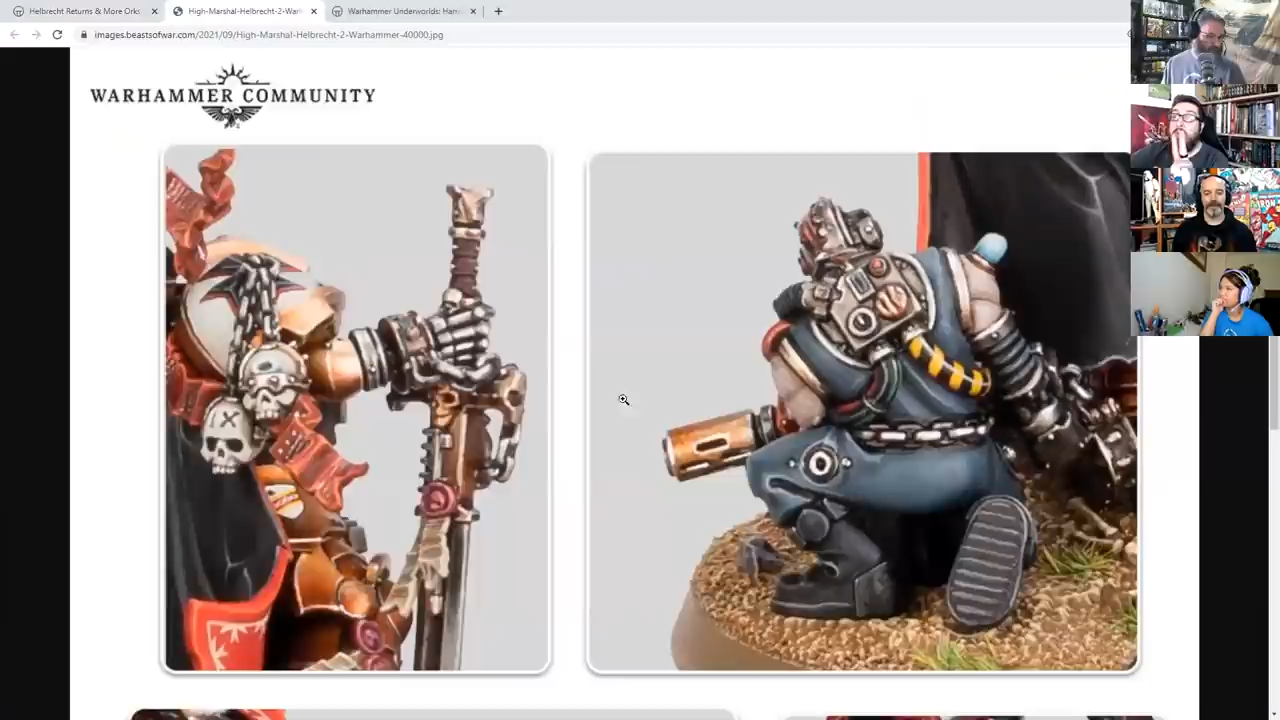 Helbrecht Returns & More Orks
High-Marshal-Helbrecht-2-War
Warhammer Underworlds: Harr
images.beastsofwar.com/2021/09/High-Marshal-Helbrecht-2-Warhammer-40000.jpg
WARHAMMER COMMUNITY